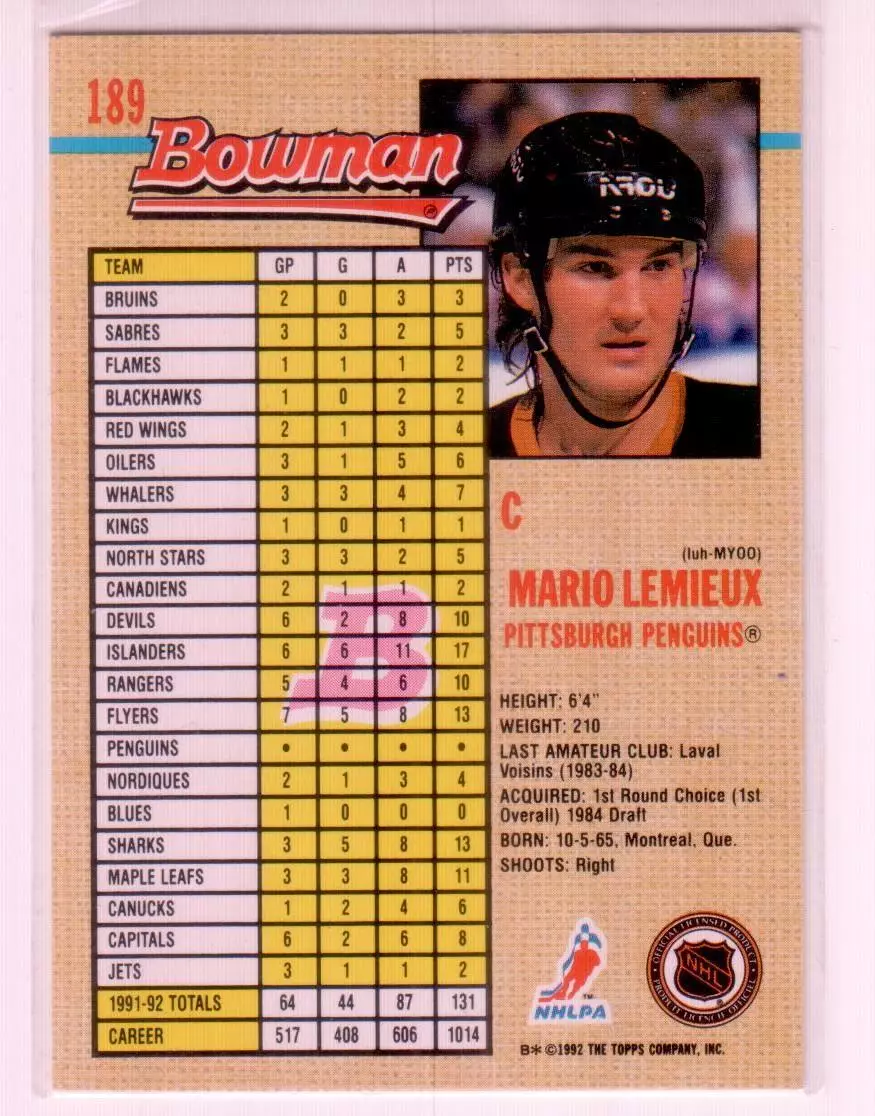 189
Bowman
TEAM GP G A PTS
BRUINS 2 0 3 3
SABRES 3 3 2 5
FLAMES 1 1 1 2
BLACKHAWKS 1 0 2 2
RED WINGS 2 1 3 4
OILERS 3 1 5 6
WHALERS 3 3 4 7
KINGS 1 0 1 1
NORTH STARS 3 3 2 5
CANADIENS 2 1 1 2
DEVILS 6 2 8 10
ISLANDERS 6 6 11 17
RANGERS 5 4 6 10
FLYERS 7 5 8 13
PENGUINS • • • •
NORDIQUES 2 1 3 4
BLUES 1 0 0 0
SHARKS 3 5 8 13
MAPLE LEAFS 3 3 8 11
CANUCKS 1 2 4 6
CAPITALS 6 2 6 8
JETS 3 1 1 2
1991-92 TOTALS 64 44 87 131
CAREER 517 408 606 1014
B
C
(luh-MYOO)
MARIO LEMIEUX
PITTSBURGH PENGUINS®
HEIGHT: 6'4"
WEIGHT: 210
LAST AMATEUR CLUB: Laval
Voisins (1983-84)
ACQUIRED: 1st Round Choice (1st
Overall) 1984 Draft
BORN: 10-5-65, Montreal, Que.
SHOOTS: Right
NHLPA
™
OFFICIAL LICENSED PRODUCT
NHL
®
PRODUIT LICENCIÉ OFFICIEL
B* ©1992 THE TOPPS COMPANY, INC.